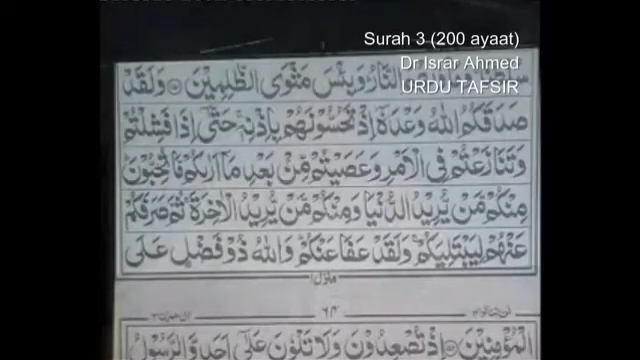 Surah 3 (200 ayaat)
Dr Israr Ahmed
URDU TAFSIR
النَّارُ وَبِئْسَ مَثْوَى الظّٰلِمِيْنَ وَلَقَدْ
صَدَقَكُمُ اللّٰهُ وَعْدَهٗٓ اِذْ تَحُسُّوْنَهُمْ بِاِذْنِهٖ حَتّٰٓى اِذَا فَشِلْتُمْ
وَتَنَازَعْتُمْ فِى الْاَمْرِ وَعَصَيْتُمْ مِّنْۢ بَعْدِ مَاۤ اَرٰىكُمْ مَّا تُحِبُّوْنَ
مِنْكُمْ مَّنْ يُّرِيْدُ الدُّنْيَا وَمِنْكُمْ مَّنْ يُّرِيْدُ الْاٰخِرَةَ ثُمَّ صَرَفَكُمْ
عَنْهُمْ لِيَبْتَلِيَكُمْ وَلَقَدْ عَفَا عَنْكُمْ وَاللّٰهُ ذُوْ فَضْلٍ عَلَى
منزل
الْمُؤْمِنِيْنَ اِذْ تُصْعِدُوْنَ وَلَا تَلْوٗنَ عَلٰٓى اَحَدٍ وَّالرَّسُوْلُ